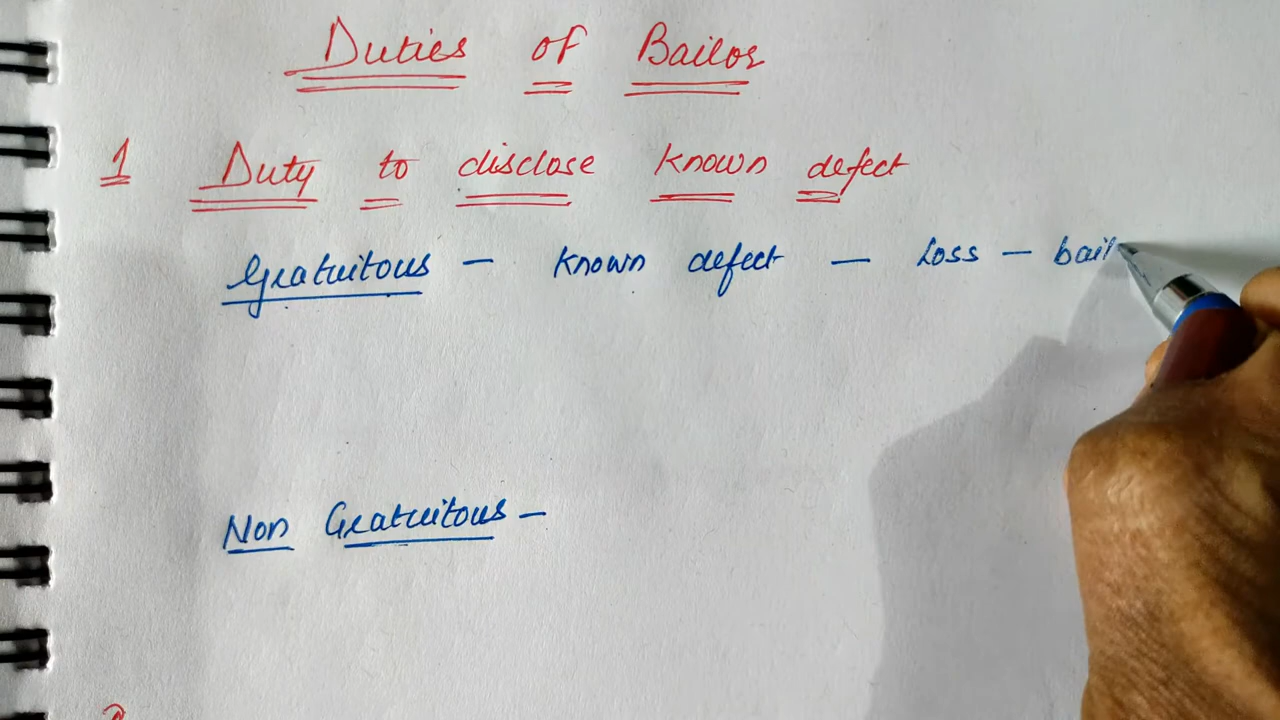 Duties of Bailor
1 Duty to disclose known defect
Gratuitous - known defect - Loss - bail
Non Gratuitous -